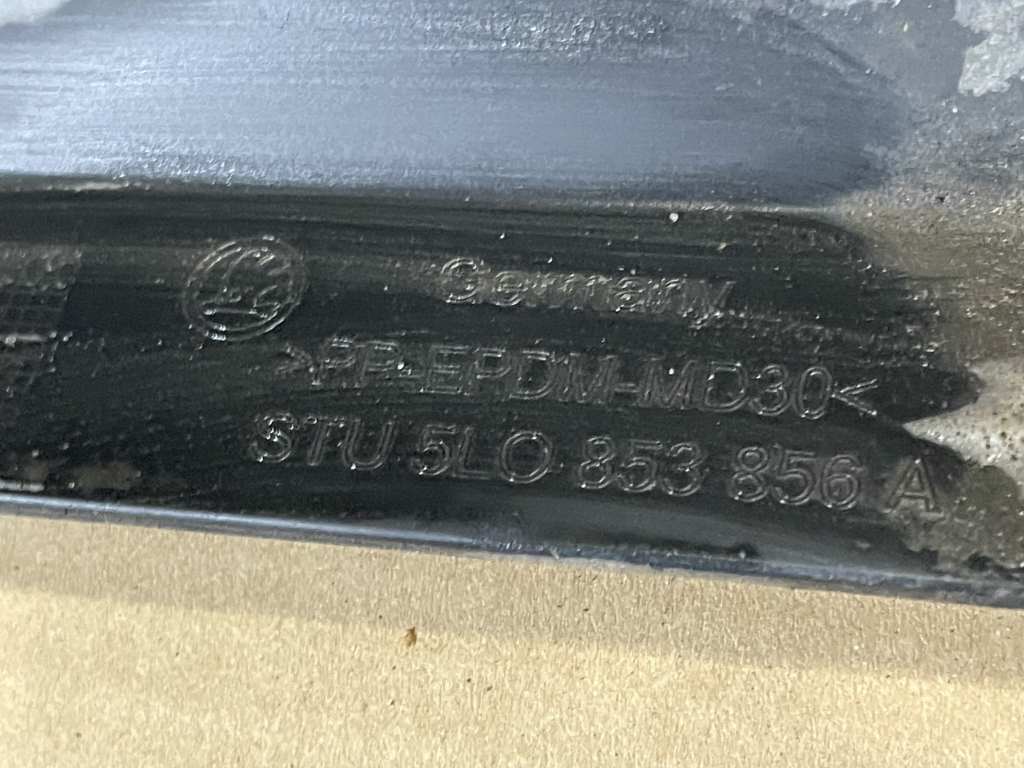 Germany
>PP-EPDM-MD30<
STU 5L0 853 856 A